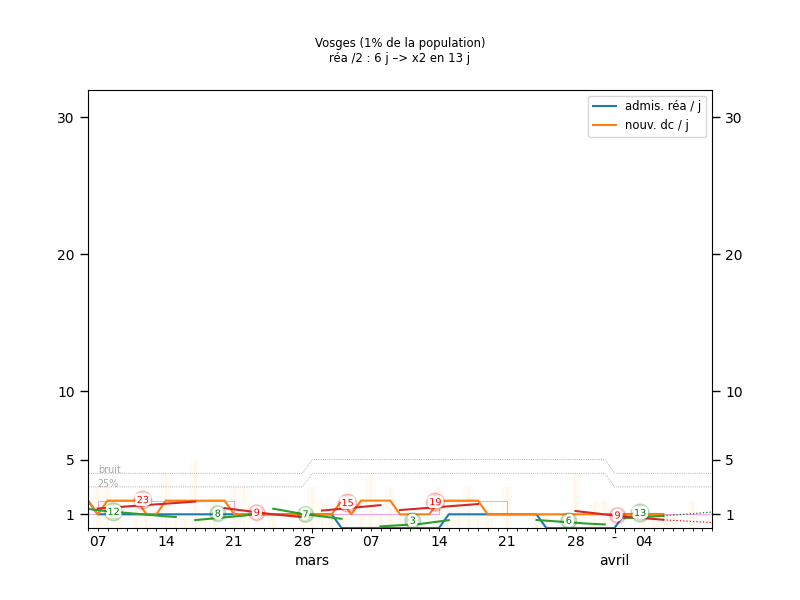 Vosges (1% de la population)
réa /2 : 6 j –> x2 en 13 j
admis. réa / j
nouv. dc / j
30 30
20 20
10 10
5 5
1 1
bruit
25%
12 23 8 9 7 15 3 19 6 9 13
07 14 21 28 07 14 21 28 04
mars avril